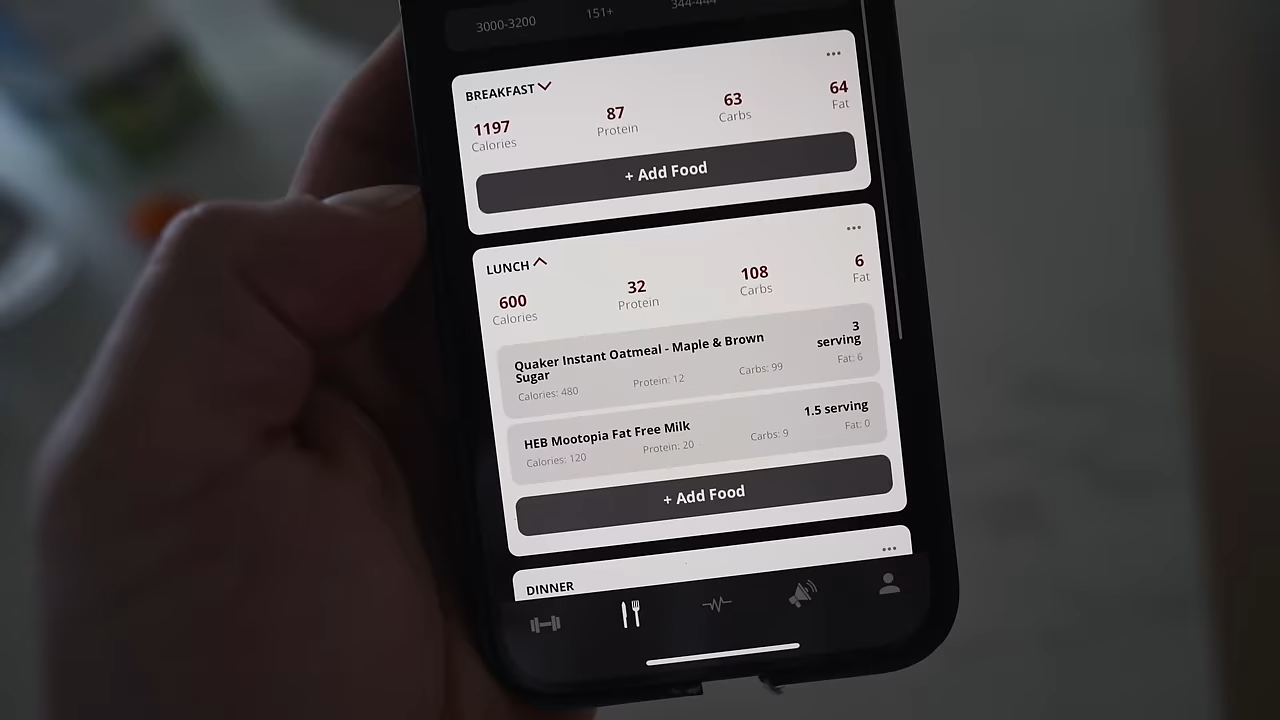 3000-3200 151+ 344-444
BREAKFAST
...
1197 87 63 64
Calories Protein Carbs Fat
+ Add Food
...
LUNCH
600 32 108 6
Calories Protein Carbs Fat
Quaker Instant Oatmeal - Maple & Brown
Sugar
3
serving
Calories: 480 Protein: 12 Carbs: 99 Fat: 6
HEB Mootopia Fat Free Milk 1.5 serving
Calories: 120 Protein: 20 Carbs: 9 Fat: 0
+ Add Food
DINNER
...